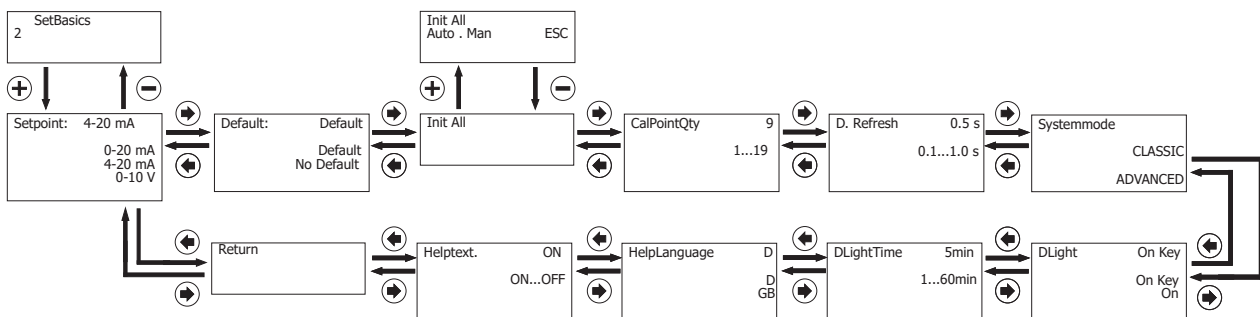 SetBasics
2
Init All
Auto . Man ESC
Setpoint: 4-20 mA
0-20 mA
4-20 mA
0-10 V
Default: Default
Default
No Default
Init All
CalPointQty 9
1...19
D. Refresh 0.5 s
0.1...1.0 s
Systemmode
CLASSIC
ADVANCED
Return
Helptext. ON
ON...OFF
HelpLanguage D
D
GB
DLightTime 5min
1...60min
DLight On Key
On Key
On